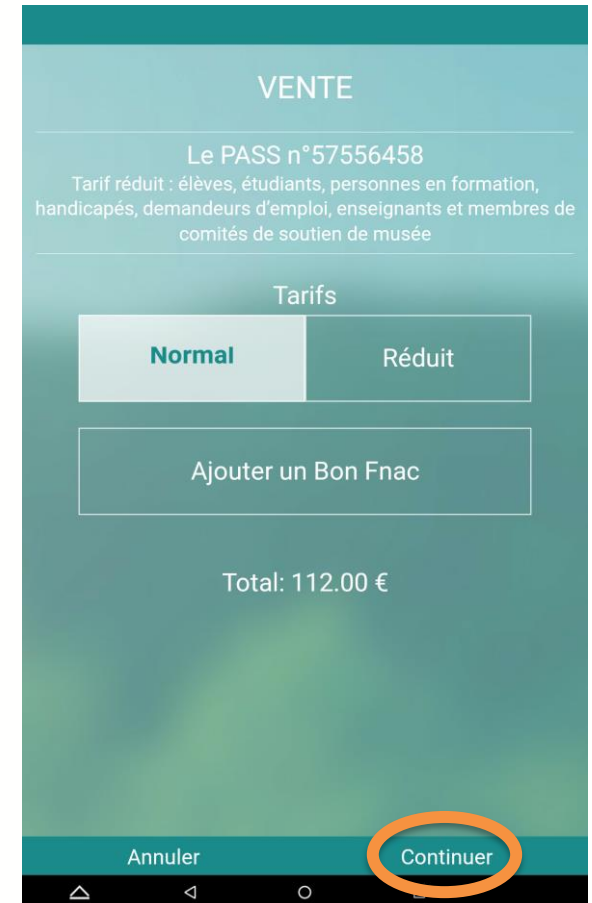 VENTE
Le PASS n°57556458
Tarif réduit : élèves, étudiants, personnes en formation,
handicapés, demandeurs d'emploi, enseignants et membres de
comités de soutien de musée
Tarifs
Normal
Réduit
Ajouter un Bon Fnac
Total: 112.00 €
Annuler
Continuer